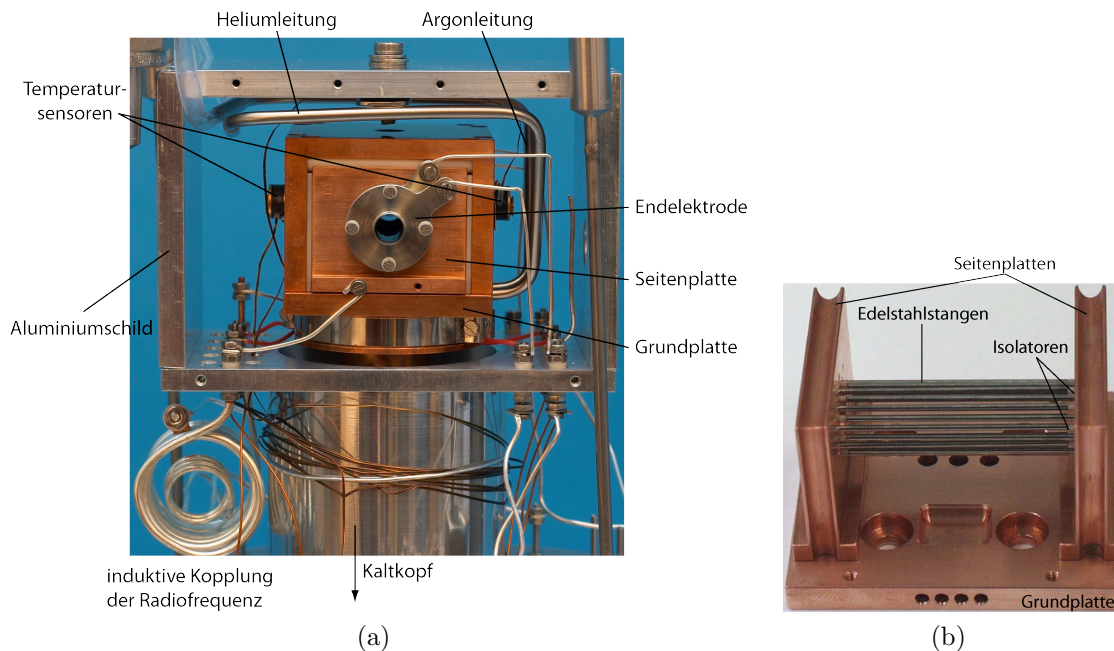 Heliumleitung
Argonleitung
Temperatur-
sensoren
Endelektrode
Seitenplatte
Aluminiumschild
Grundplatte
induktive Kopplung
der Radiofrequenz
Kaltkopf
(a)
Seitenplatten
Edelstahlstangen
Isolatoren
Grundplatte
(b)